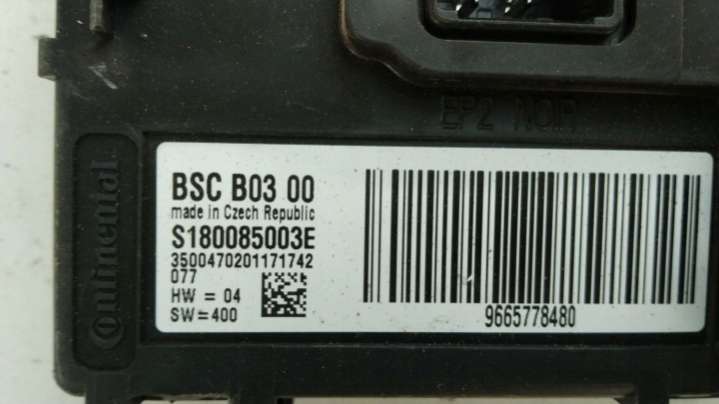 EP2 NOIR
Continental
BSC B03 00
made in Czech Republic
S180085003E
3500470201171742
077
HW = 04
SW=400
9665778480